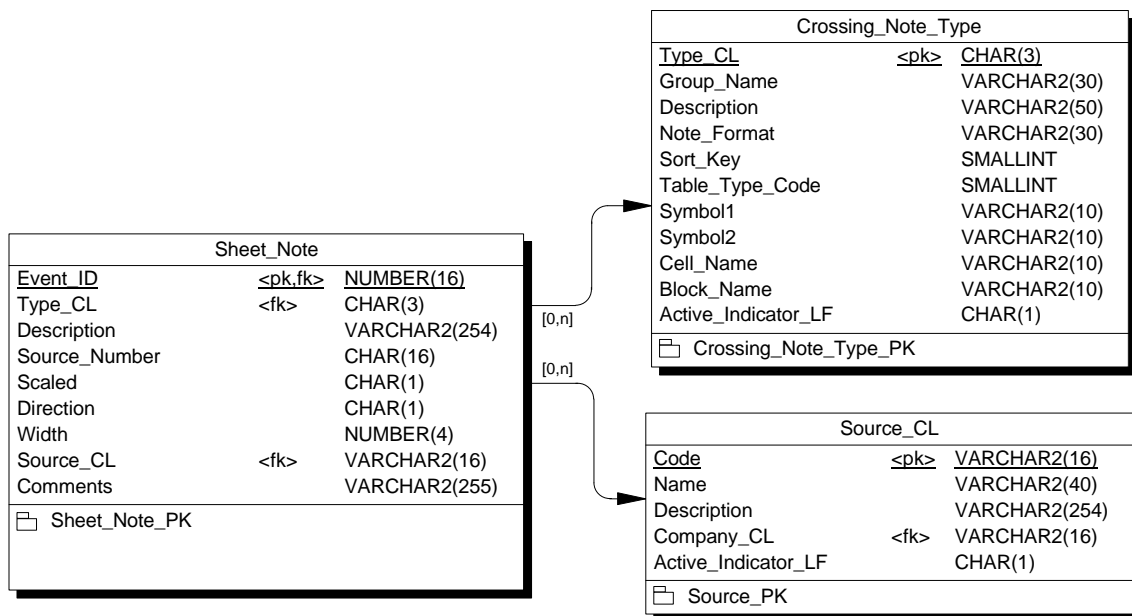 Crossing_Note_Type
Type_CL <pk> CHAR(3)
Group_Name VARCHAR2(30)
Description VARCHAR2(50)
Note_Format VARCHAR2(30)
Sort_Key SMALLINT
Table_Type_Code SMALLINT
Symbol1 VARCHAR2(10)
Symbol2 VARCHAR2(10)
Cell_Name VARCHAR2(10)
Block_Name VARCHAR2(10)
Active_Indicator_LF CHAR(1)
Crossing_Note_Type_PK
Sheet_Note
Event_ID <pk,fk> NUMBER(16)
Type_CL <fk> CHAR(3)
Description VARCHAR2(254)
Source_Number CHAR(16)
Scaled CHAR(1)
Direction CHAR(1)
Width NUMBER(4)
Source_CL <fk> VARCHAR2(16)
Comments VARCHAR2(255)
Sheet_Note_PK
[0,n]
[0,n]
Source_CL
Code <pk> VARCHAR2(16)
Name VARCHAR2(40)
Description VARCHAR2(254)
Company_CL <fk> VARCHAR2(16)
Active_Indicator_LF CHAR(1)
Source_PK